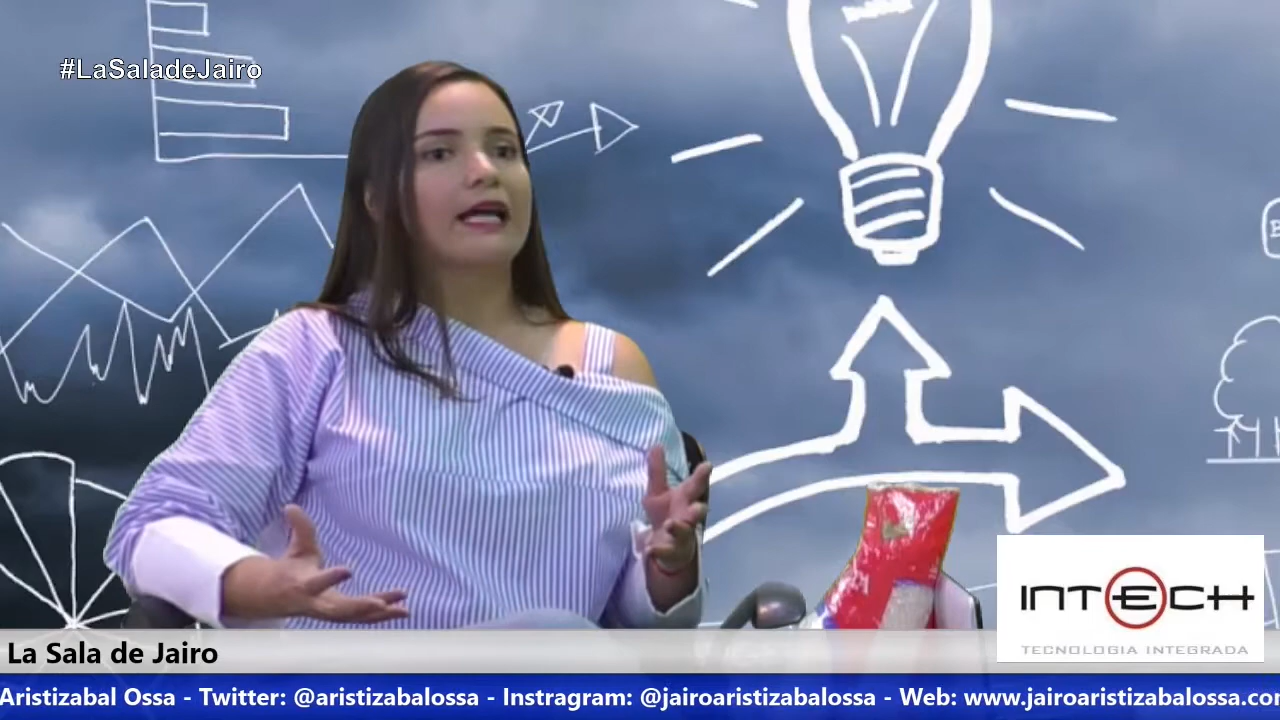 #LaSaladeJairo
INTECH
TECNOLOGIA INTEGRADA
La Sala de Jairo
Aristizabal Ossa - Twitter: @aristizabalossa - Instragram: @jairoaristizabalossa - Web: www.jairoaristizabalossa.co